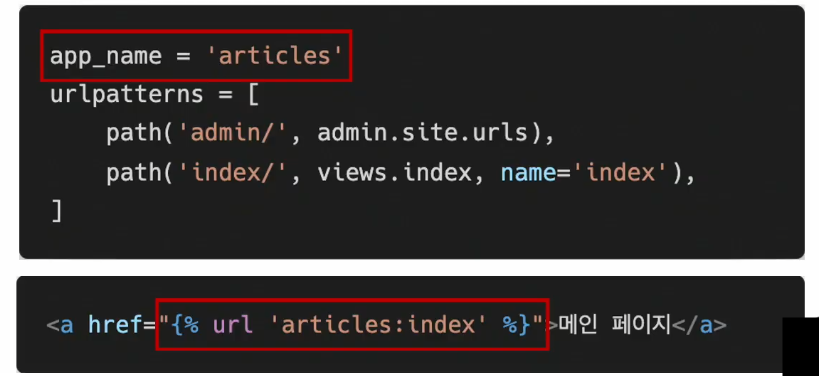 app_name = 'articles'
urlpatterns = [
    path('admin/', admin.site.urls),
    path('index/', views.index, name='index'),
]
<a href="{% url 'articles:index' %}">메인 페이지</a>